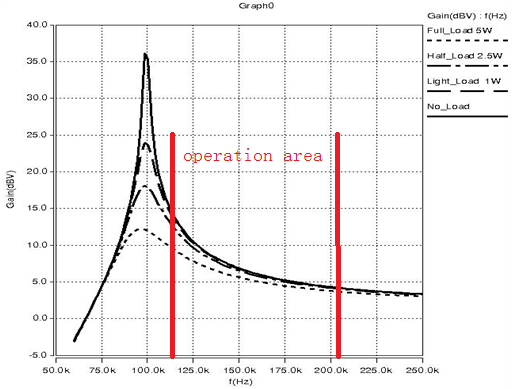 Graph0
Gain(dBV) : f(Hz)
Full_Load 5W
Half_Load 2.5W
Light_Load 1W
No_Load
40.0
35.0
30.0
25.0
20.0
15.0
10.0
5.0
0.0
-5.0
Gain(dBV)
operation area
50.0k 75.0k 100.0k 125.0k 150.0k 175.0k 200.0k 225.0k 250.0k
f(Hz)